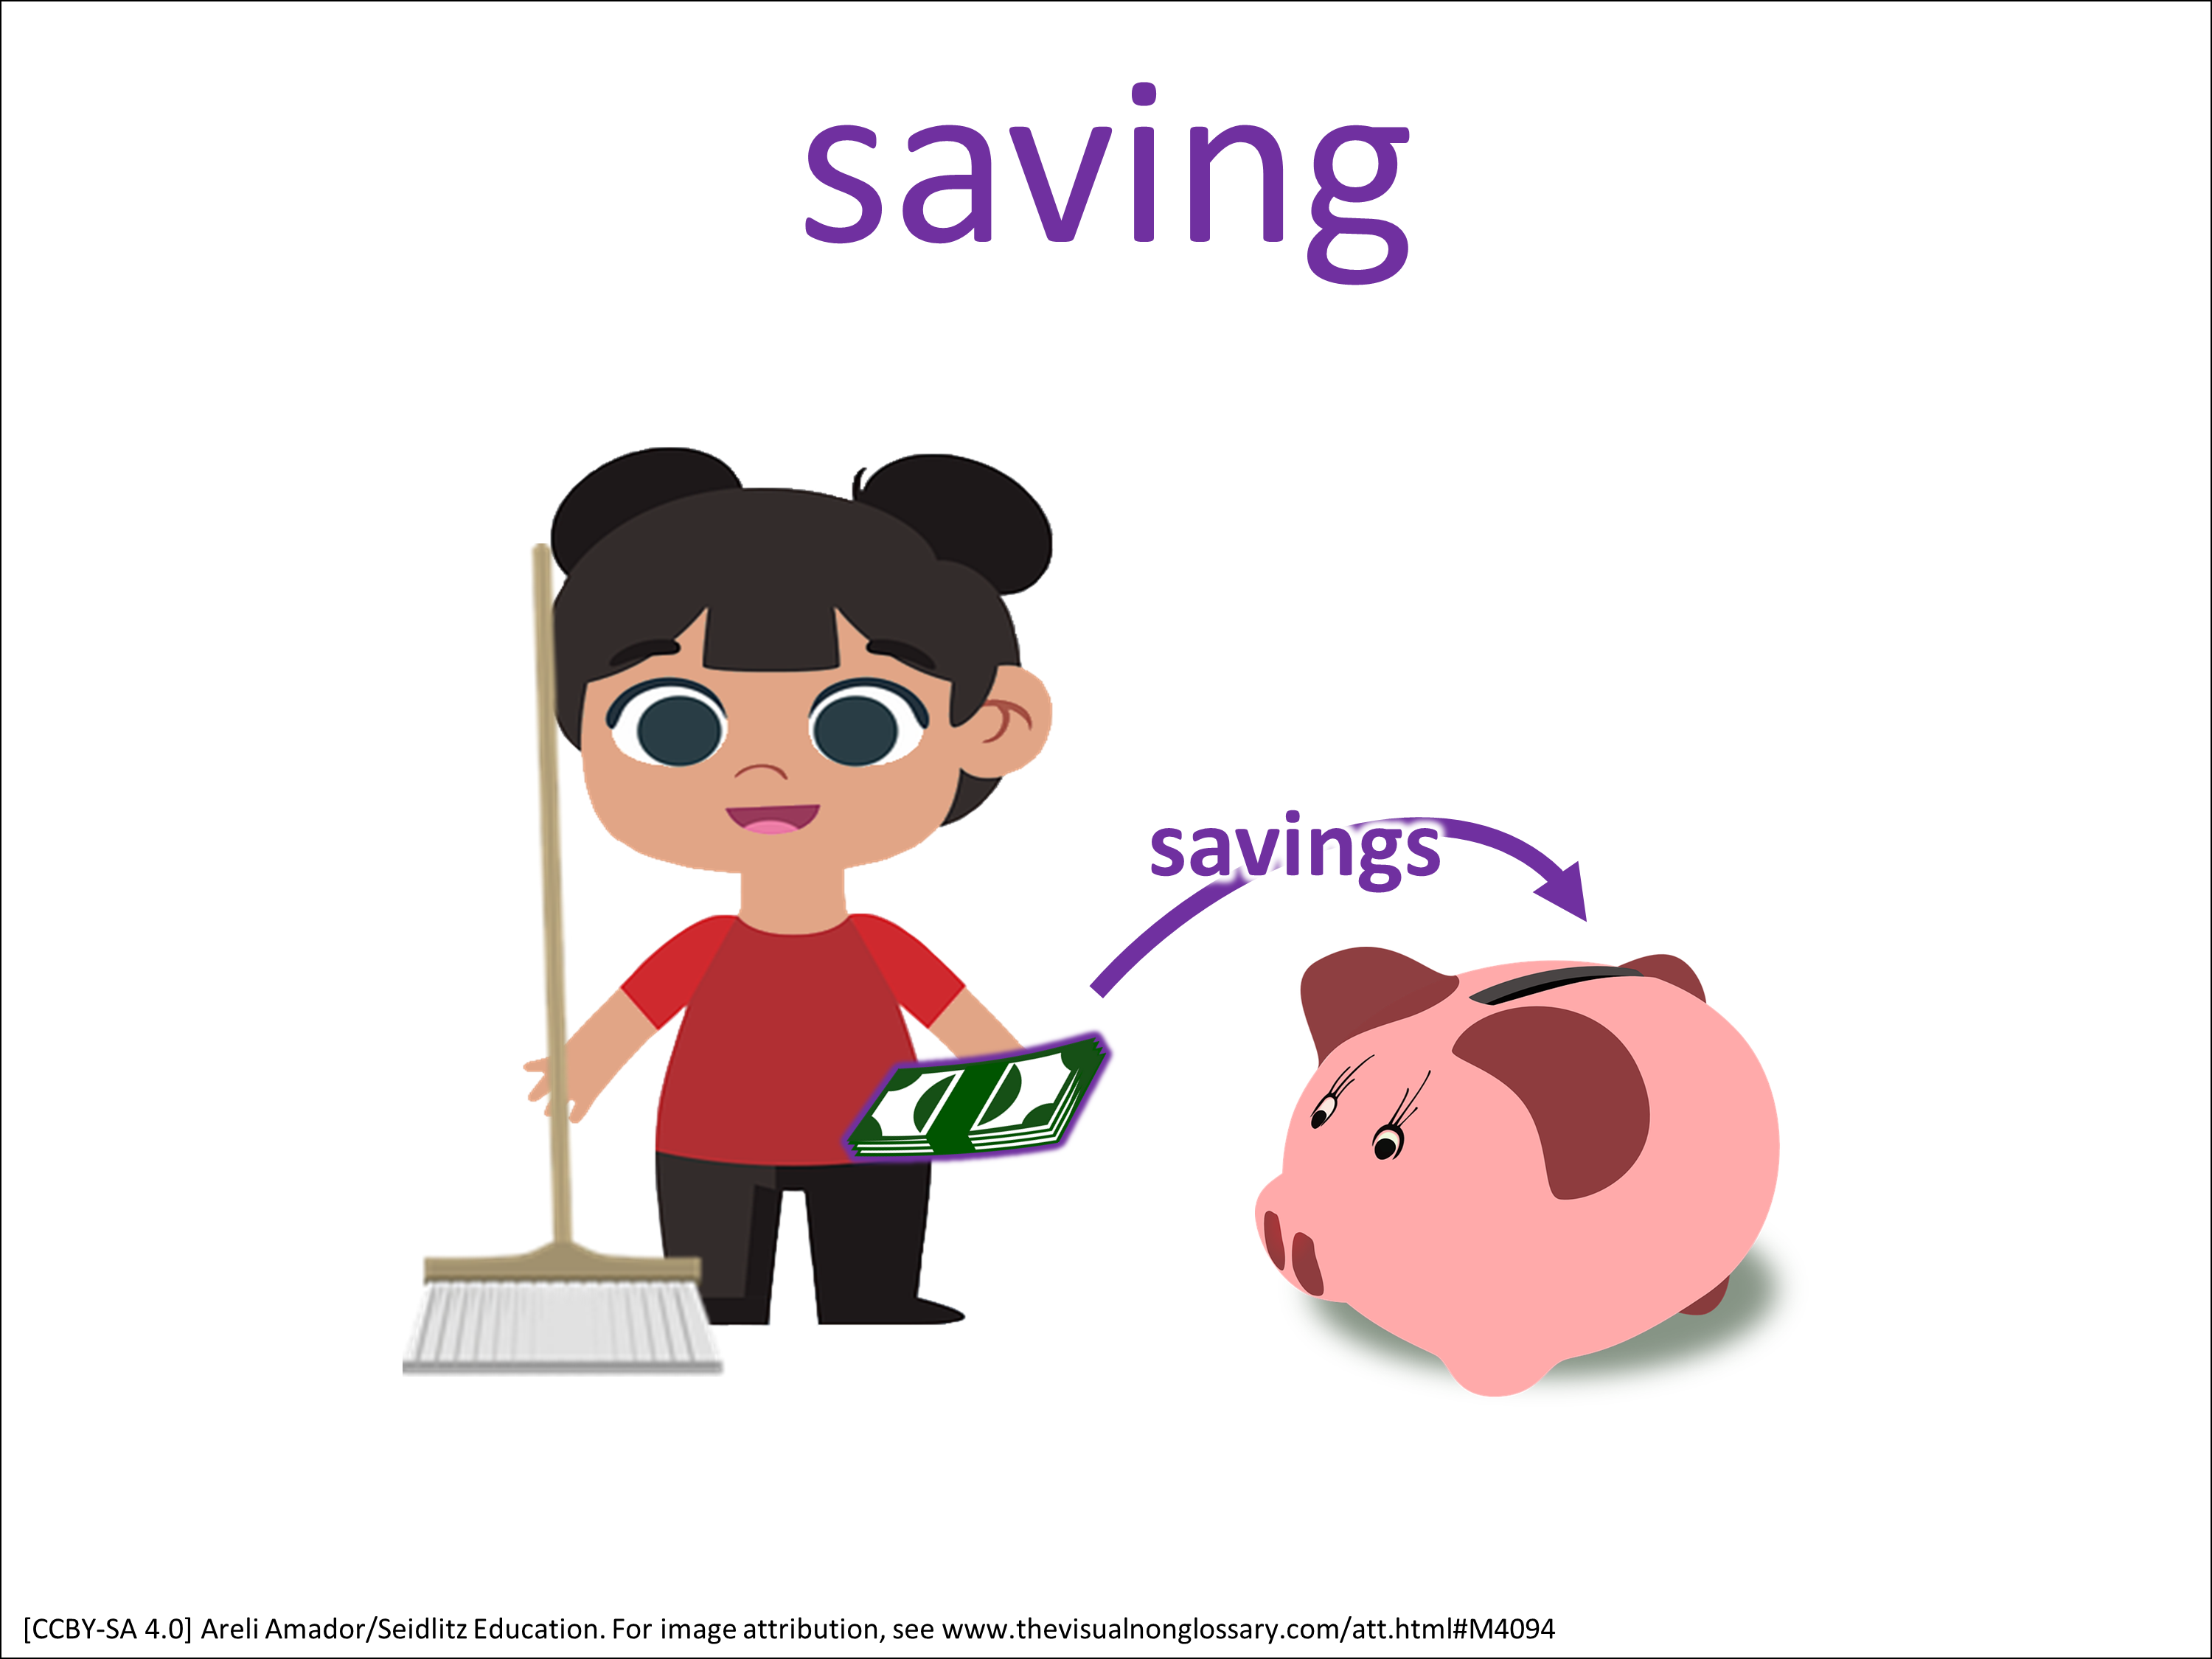 saving
savings
[CCBY-SA 4.0] Areli Amador/Seidlitz Education. For image attribution, see www.thevisualnonglossary.com/att.html#M4094